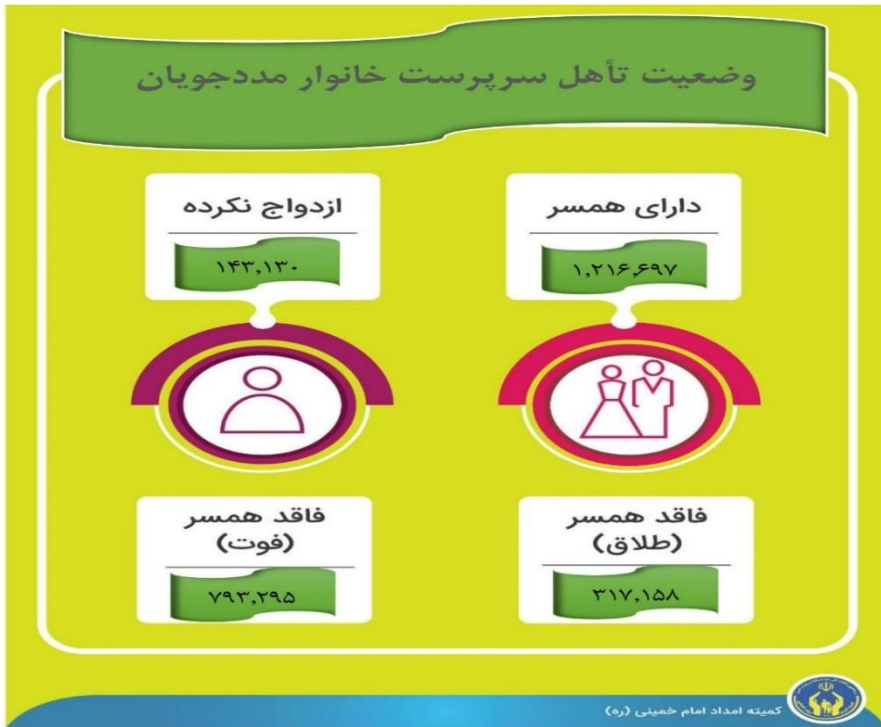 وضعیت تأهل سرپرست خانوار مددجویان
دارای همسر
۱,۲۱۶,۶۹۷
ازدواج نکرده
۱۴۳,۱۳۰
فاقد همسر
(طلاق)
۳۱۷,۱۵۸
فاقد همسر
(فوت)
۷۹۳,۲۹۵
کمیته امداد امام خمینی (ره)